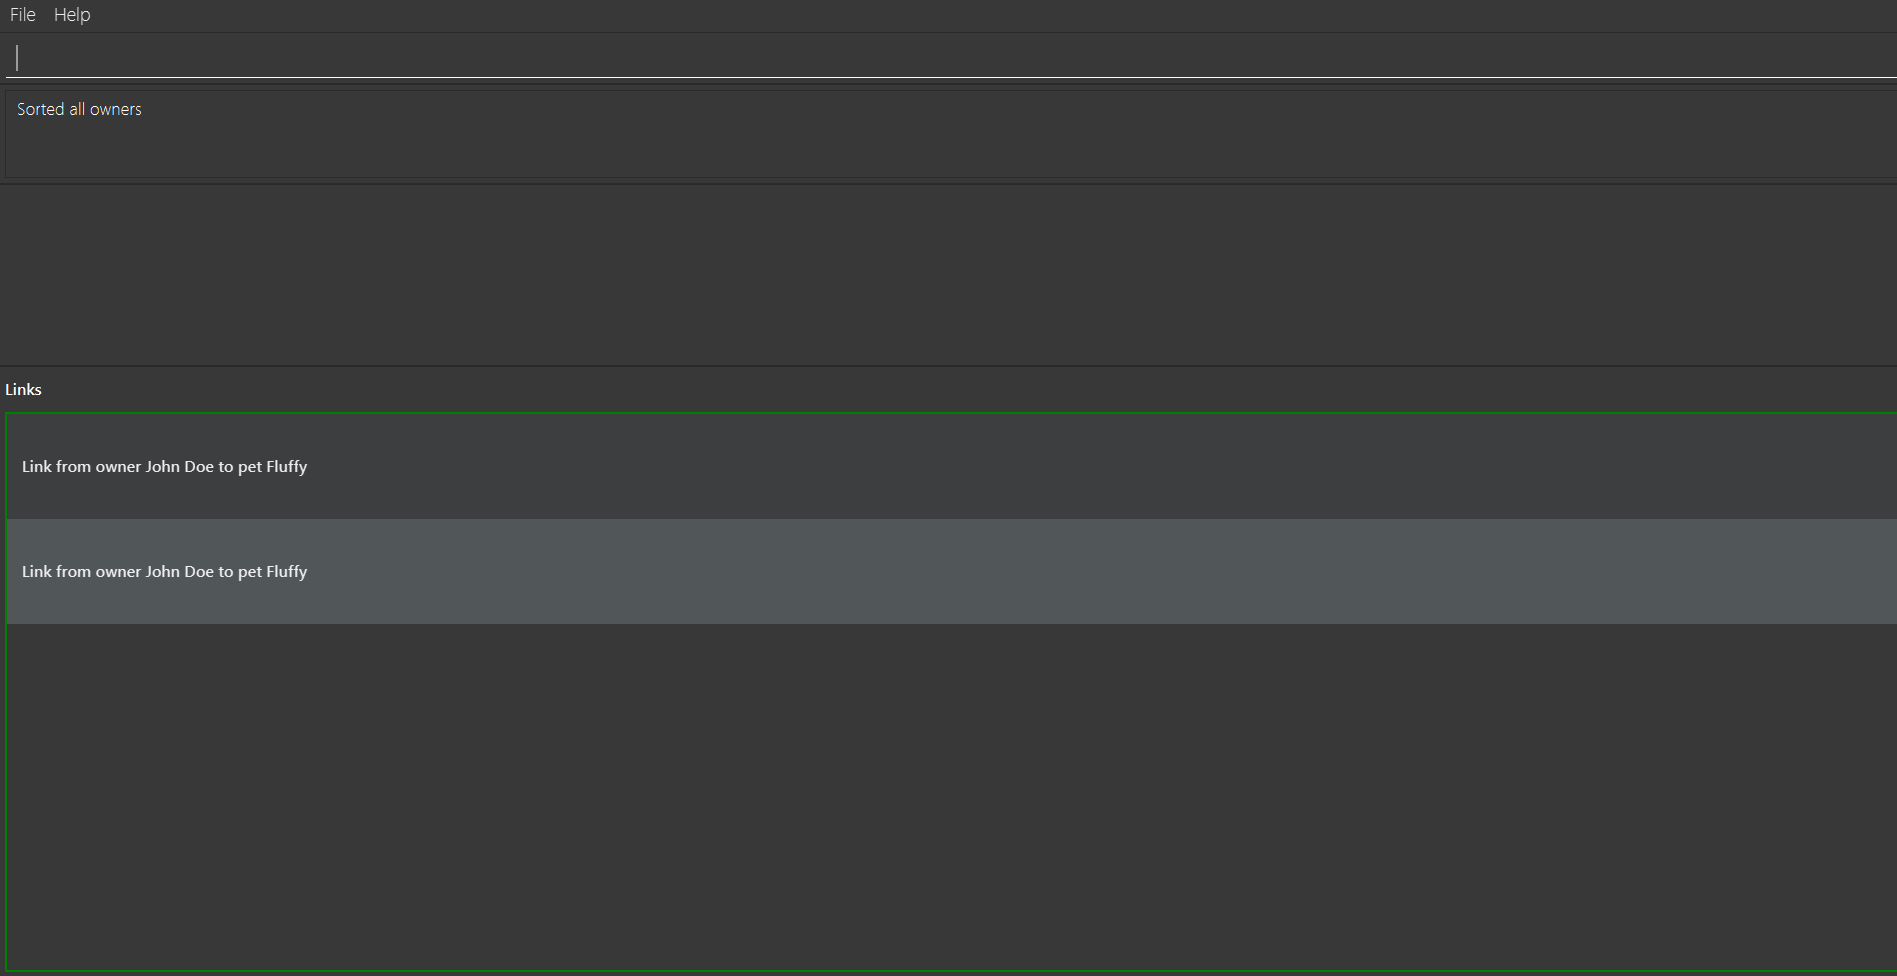 File Help
Sorted all owners
Links
Link from owner John Doe to pet Fluffy
Link from owner John Doe to pet Fluffy